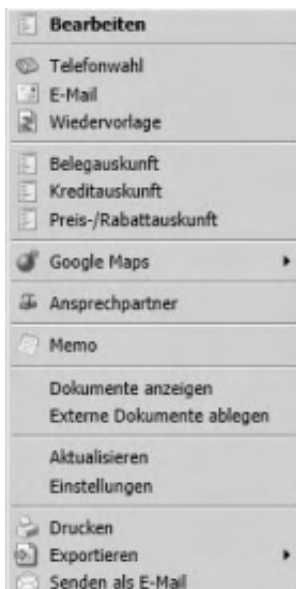 Bearbeiten
Telefonwahl
E-Mail
Wiedervorlage
Belegauskunft
Kreditauskunft
Preis-/Rabattauskunft
Google Maps
Ansprechpartner
Memo
Dokumente anzeigen
Externe Dokumente ablegen
Aktualisieren
Einstellungen
Drucken
Exportieren
Senden als E-Mail